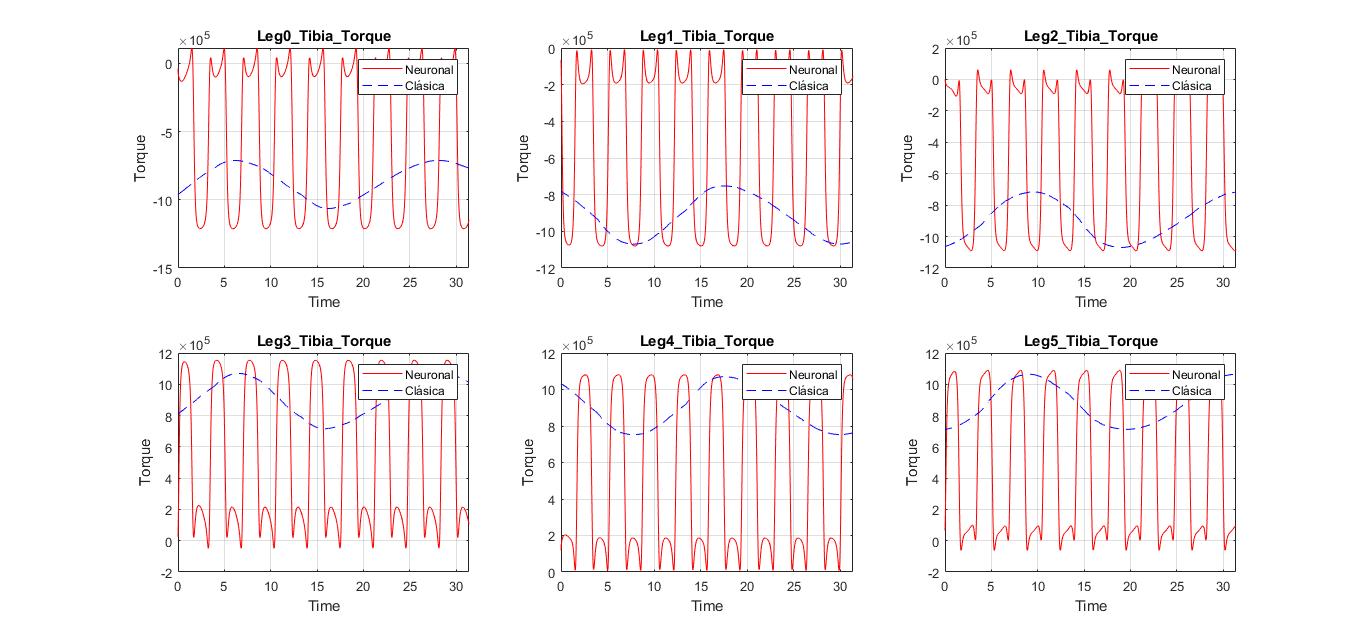 Leg0_Tibia_Torque
×10^5
0
-5
-10
-15
Torque
0 5 10 15 20 25 30
Time
Neuronal
Clásica
Leg1_Tibia_Torque
×10^5
0
-2
-4
-6
-8
-10
-12
Torque
0 5 10 15 20 25 30
Time
Neuronal
Clásica
Leg2_Tibia_Torque
×10^5
2
0
-2
-4
-6
-8
-10
-12
Torque
0 5 10 15 20 25 30
Time
Neuronal
Clásica
Leg3_Tibia_Torque
×10^5
12
10
8
6
4
2
0
-2
Torque
0 5 10 15 20 25 30
Time
Neuronal
Clásica
Leg4_Tibia_Torque
×10^5
12
10
8
6
4
2
0
Torque
0 5 10 15 20 25 30
Time
Neuronal
Clásica
Leg5_Tibia_Torque
×10^5
12
10
8
6
4
2
0
-2
Torque
0 5 10 15 20 25 30
Time
Neuronal
Clásica